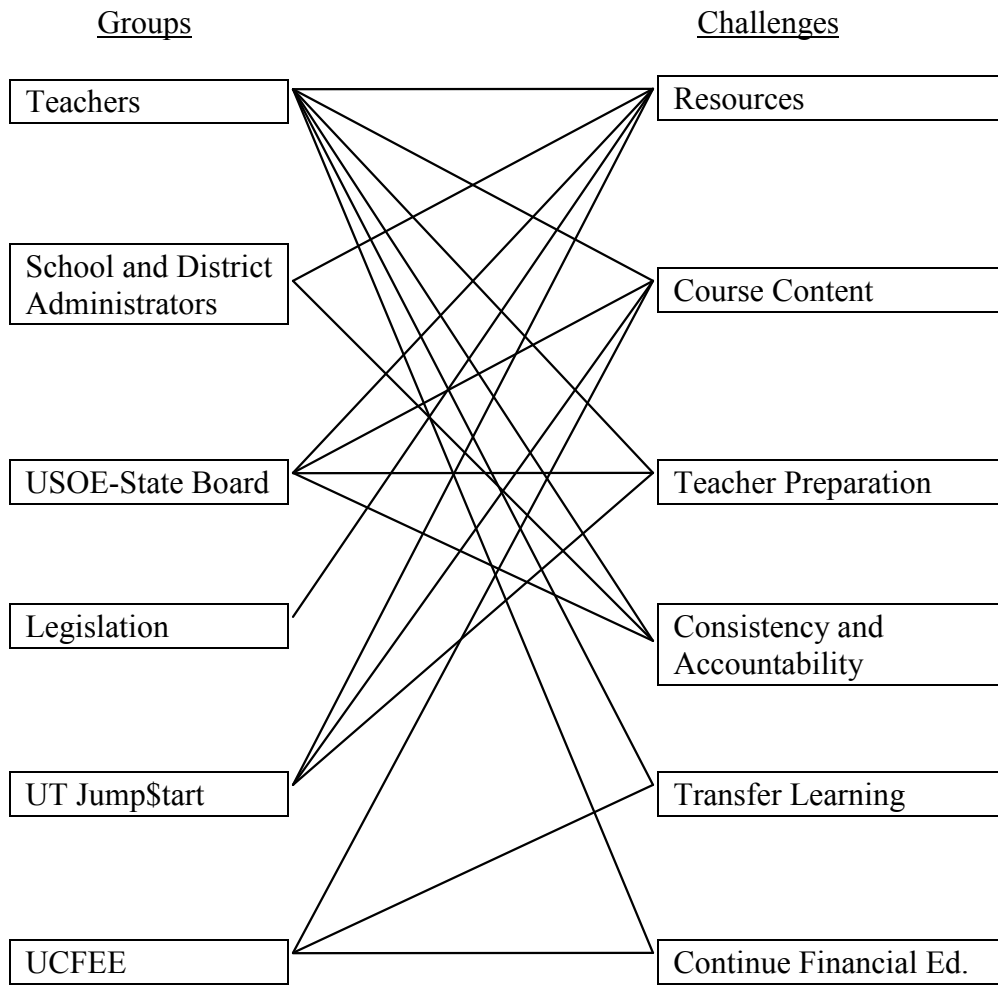 Groups
Challenges
Teachers
Resources
School and District
Administrators
Course Content
USOE-State Board
Teacher Preparation
Legislation
Consistency and
Accountability
UT Jump$tart
Transfer Learning
UCFEE
Continue Financial Ed.